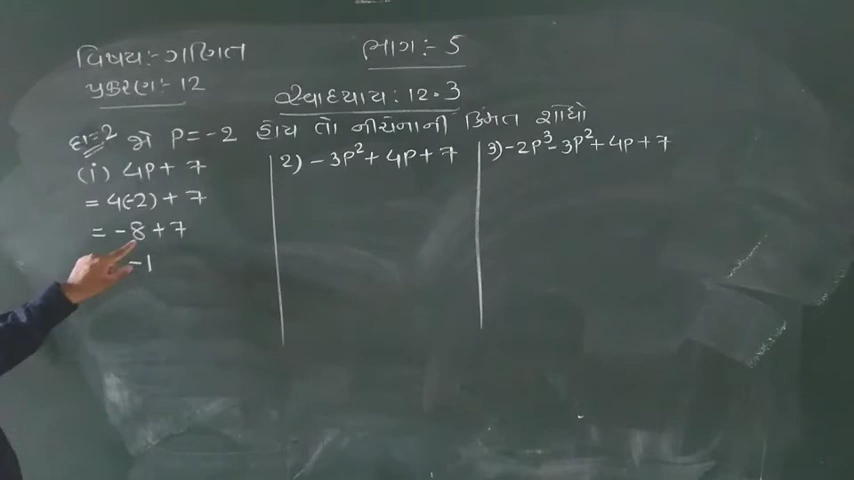 વિષય:- ગણિત
ભાગ:- 5
પ્રકરણ:- 12
સ્વાધ્યાય: 12.3
દા=2 જો P=-2 હોય તો નીચેનાની કિંમત શોધો
(i) 4P+7
=4(-2)+7
=-8+7
-1
2) -3P²+4P+7
3) -2P³-3P²+4P+7